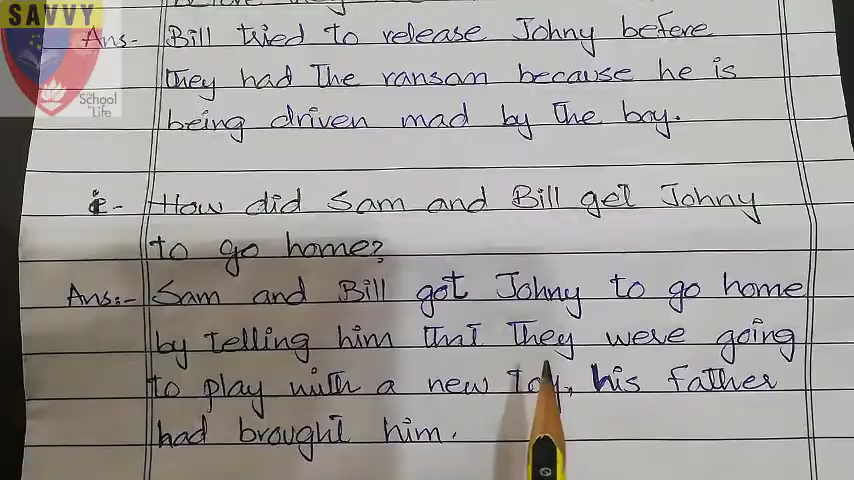 SAVVY
The School
for Life
Ans- Bill tried to release Johny before
they had the ransom because he is
being driven mad by the boy.
i- How did Sam and Bill get Johny
to go home?
Ans:- Sam and Bill got Johny to go home
by telling him that they were going
to play with a new toy, his father
had brought him.